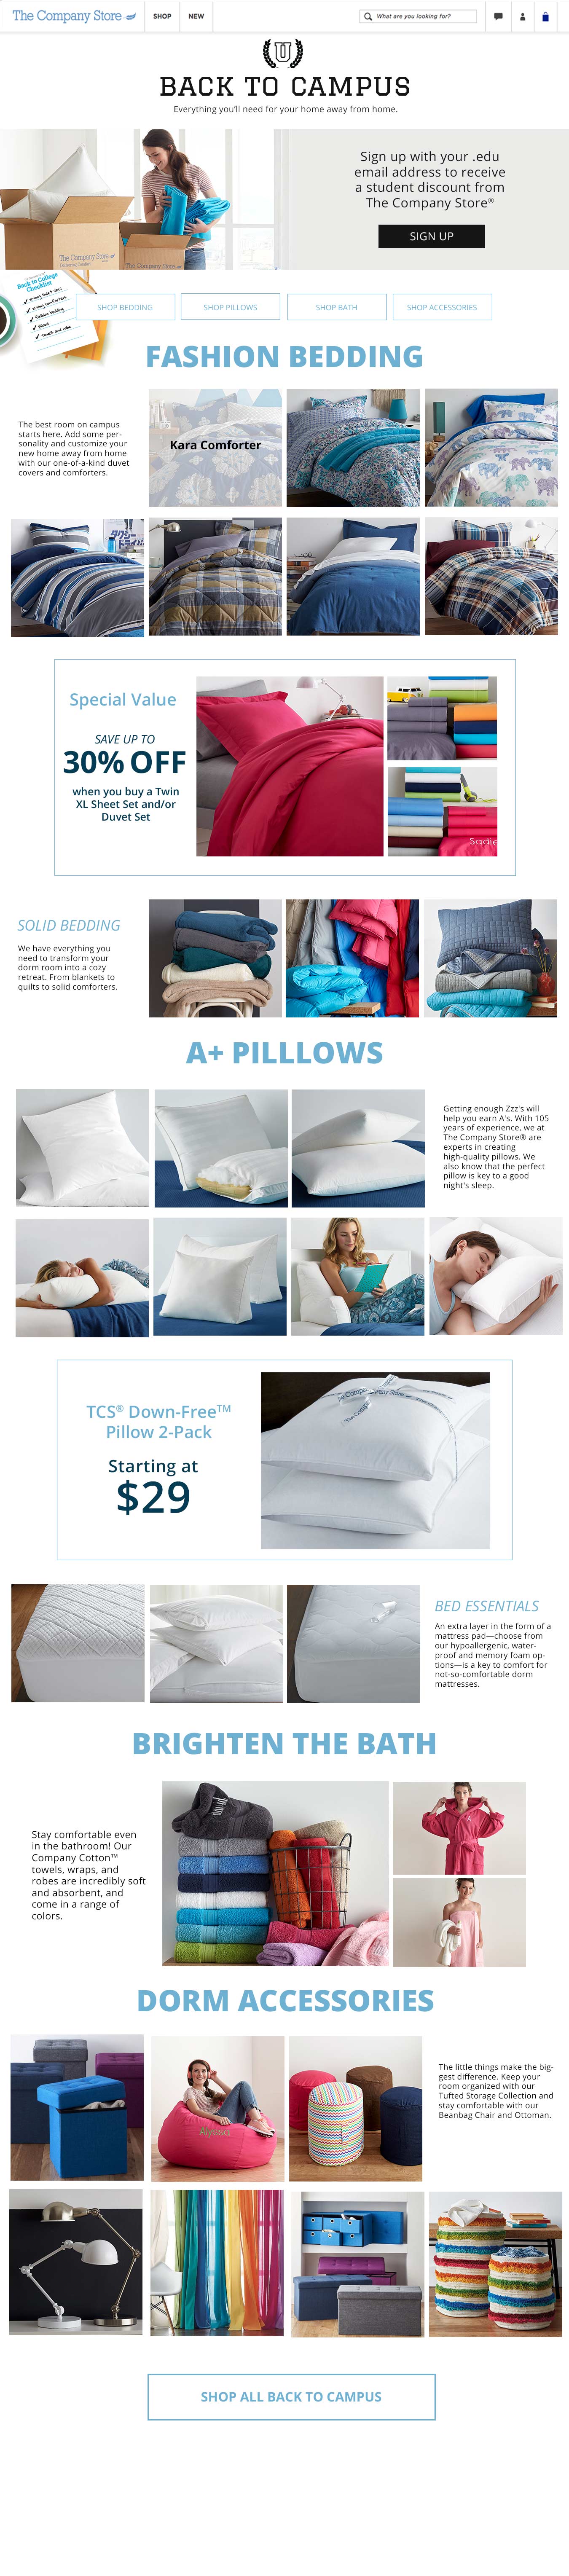 The Company Store
SHOP
NEW
What are you looking for?
U
BACK TO CAMPUS
Everything you'll need for your home away from home.
The Company Store
The Company Store
Sign up with your .edu
email address to receive
a student discount from
The Company Store®
SIGN UP
Back to College
Checklist
SHOP BEDDING
SHOP PILLOWS
SHOP BATH
SHOP ACCESSORIES
FASHION BEDDING
The best room on campus
starts here. Add some per-
sonality and customize your
new home away from home
with our one-of-a-kind duvet
covers and comforters.
Kara Comforter
Special Value
SAVE UP TO
30% OFF
when you buy a Twin
XL Sheet Set and/or
Duvet Set
Sadie
SOLID BEDDING
We have everything you
need to transform your
dorm room into a cozy
retreat. From blankets to
quilts to solid comforters.
A+ PILLLOWS
Getting enough Zzz's will
help you earn A's. With 105
years of experience, we at
The Company Store® are
experts in creating
high-quality pillows. We
also know that the perfect
pillow is key to a good
night's sleep.
TCS® Down-Free™
Pillow 2-Pack
Starting at
$29
BED ESSENTIALS
An extra layer in the form of a
mattress pad—choose from
our hypoallergenic, water-
proof and memory foam op-
tions—is a key to comfort for
not-so-comfortable dorm
mattresses.
BRIGHTEN THE BATH
Stay comfortable even
in the bathroom! Our
Company Cotton™
towels, wraps, and
robes are incredibly soft
and absorbent, and
come in a range of
colors.
DORM ACCESSORIES
The little things make the big-
gest difference. Keep your
room organized with our
Tufted Storage Collection and
stay comfortable with our
Beanbag Chair and Ottoman.
Alyssa
SHOP ALL BACK TO CAMPUS